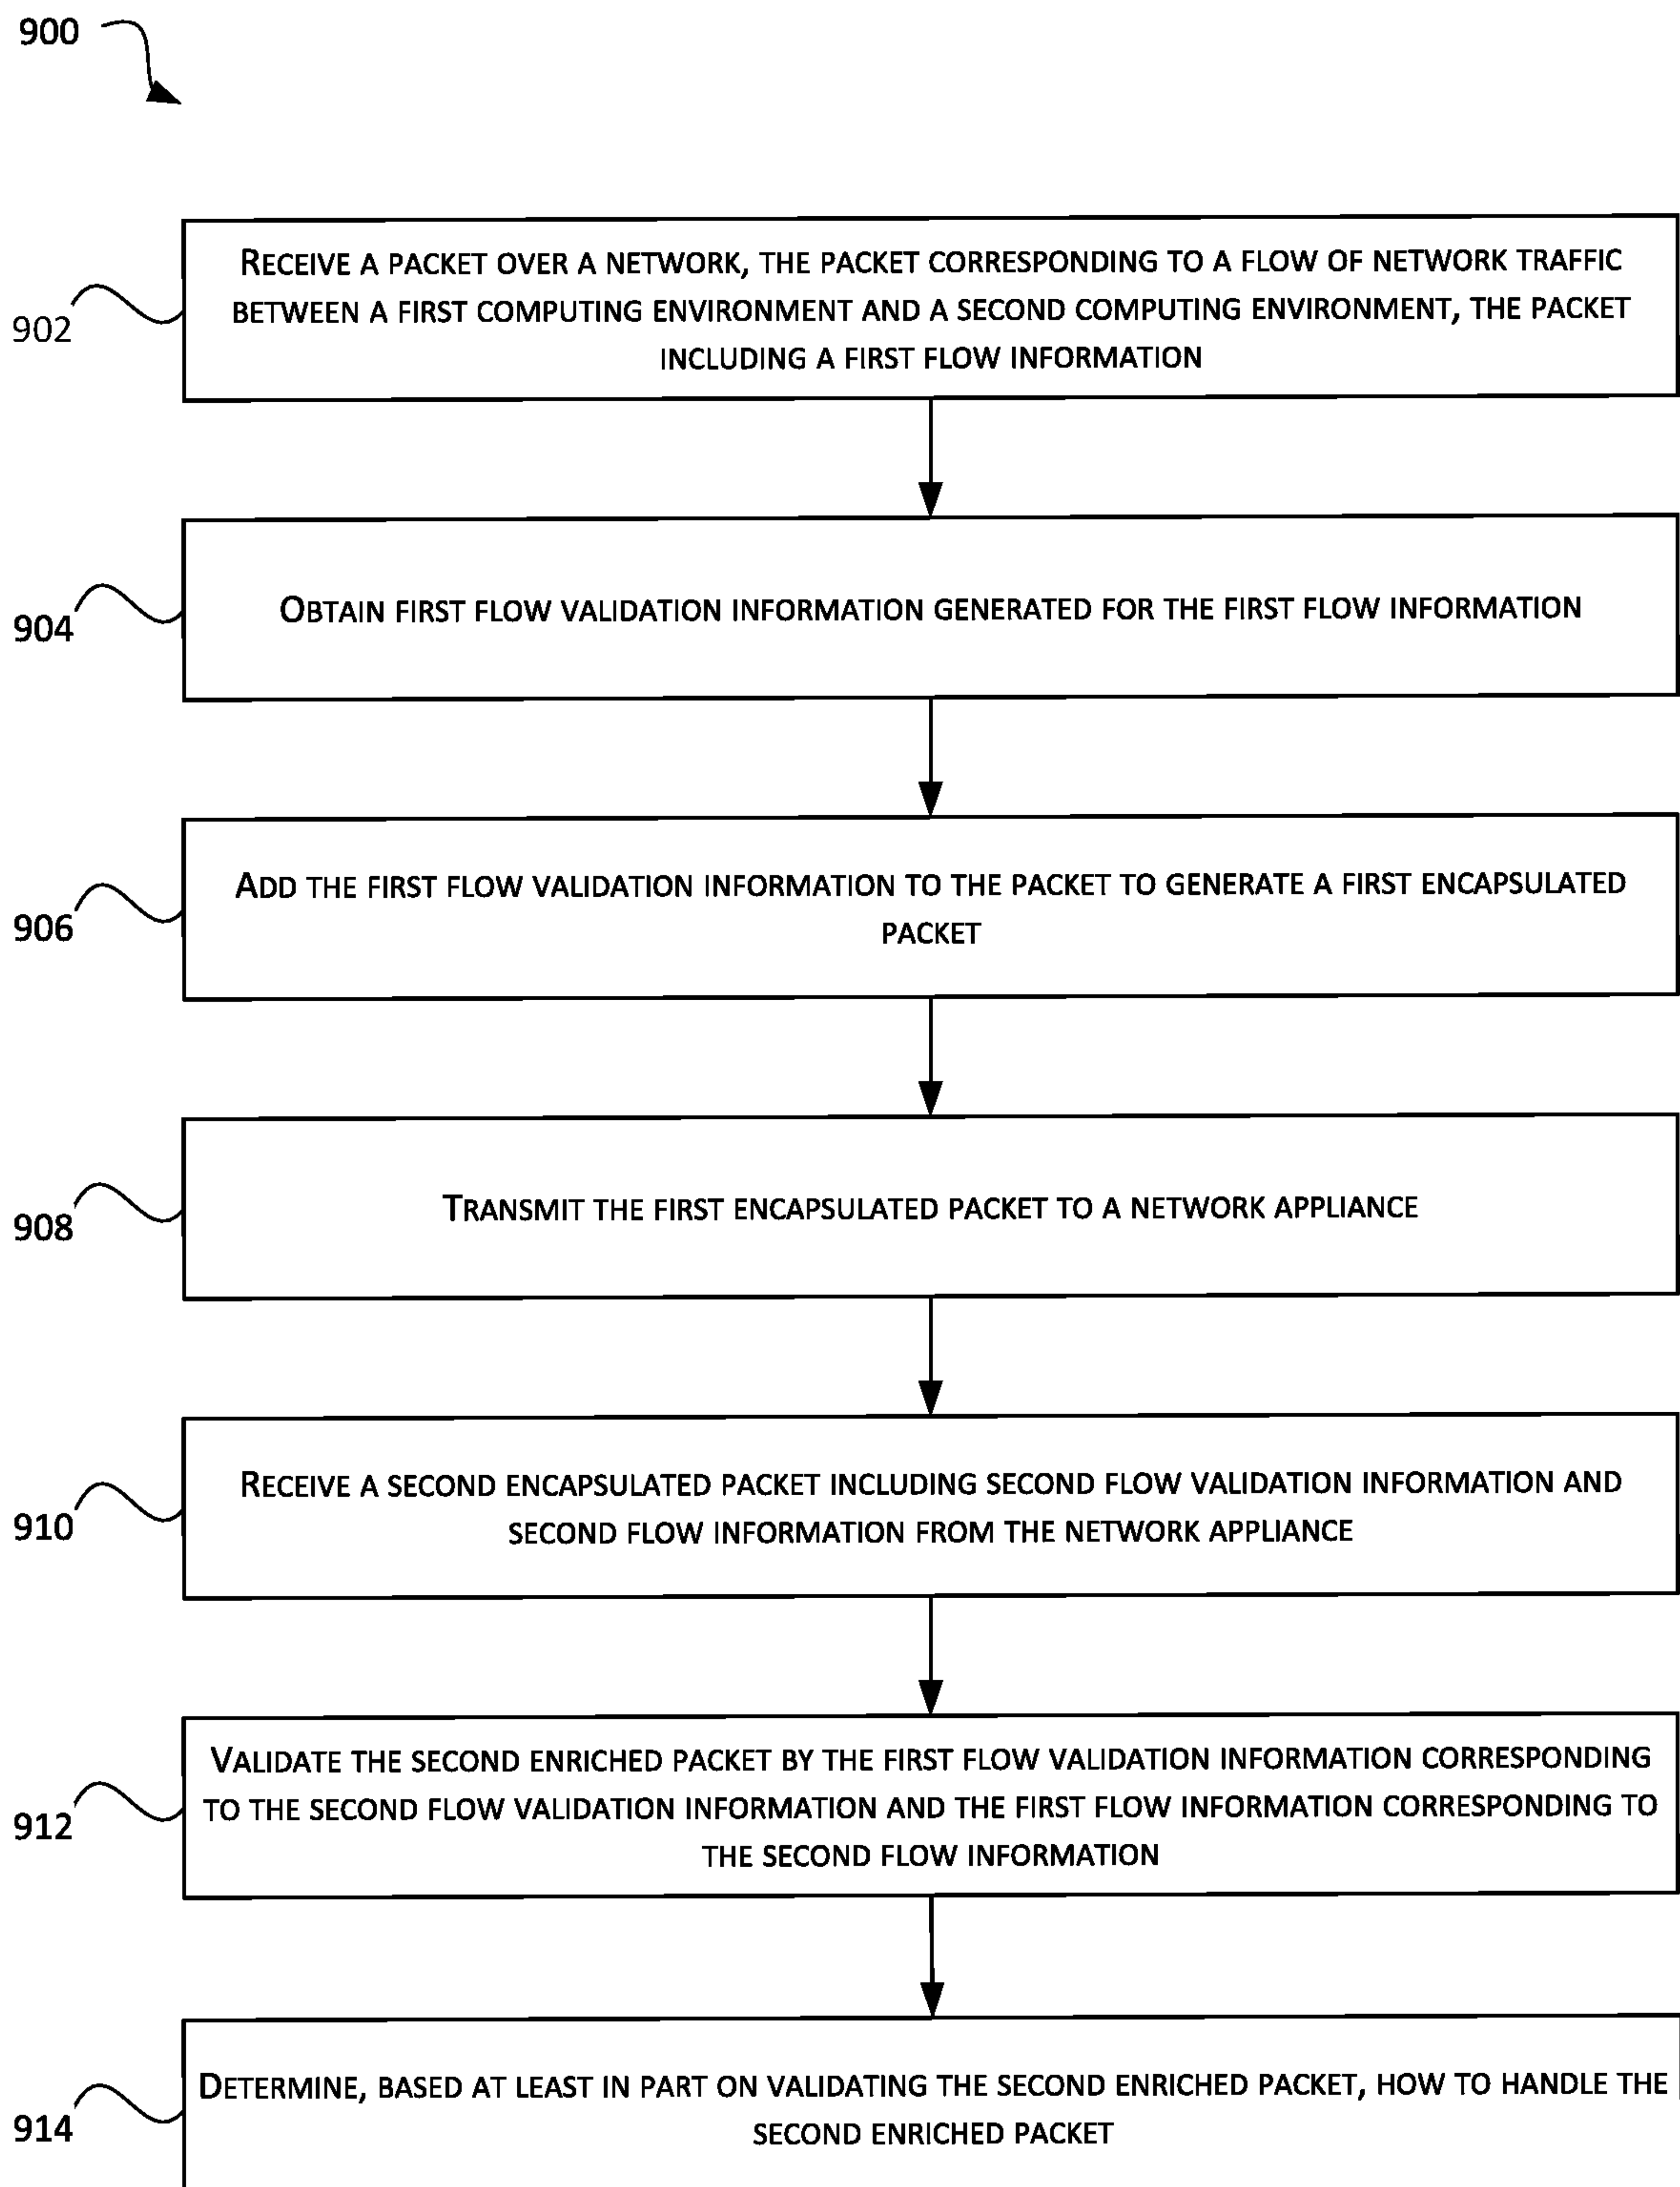 900
RECEIVE A PACKET OVER A NETWORK, THE PACKET CORRESPONDING TO A FLOW OF NETWORK TRAFFIC
BETWEEN A FIRST COMPUTING ENVIRONMENT AND A SECOND COMPUTING ENVIRONMENT, THE PACKET
INCLUDING A FIRST FLOW INFORMATION
902
OBTAIN FIRST FLOW VALIDATION INFORMATION GENERATED FOR THE FIRST FLOW INFORMATION
904
ADD THE FIRST FLOW VALIDATION INFORMATION TO THE PACKET TO GENERATE A FIRST ENCAPSULATED
PACKET
906
TRANSMIT THE FIRST ENCAPSULATED PACKET TO A NETWORK APPLIANCE
908
RECEIVE A SECOND ENCAPSULATED PACKET INCLUDING SECOND FLOW VALIDATION INFORMATION AND
SECOND FLOW INFORMATION FROM THE NETWORK APPLIANCE
910
VALIDATE THE SECOND ENRICHED PACKET BY THE FIRST FLOW VALIDATION INFORMATION CORRESPONDING
TO THE SECOND FLOW VALIDATION INFORMATION AND THE FIRST FLOW INFORMATION CORRESPONDING TO
THE SECOND FLOW INFORMATION
912
DETERMINE, BASED AT LEAST IN PART ON VALIDATING THE SECOND ENRICHED PACKET, HOW TO HANDLE THE
SECOND ENRICHED PACKET
914